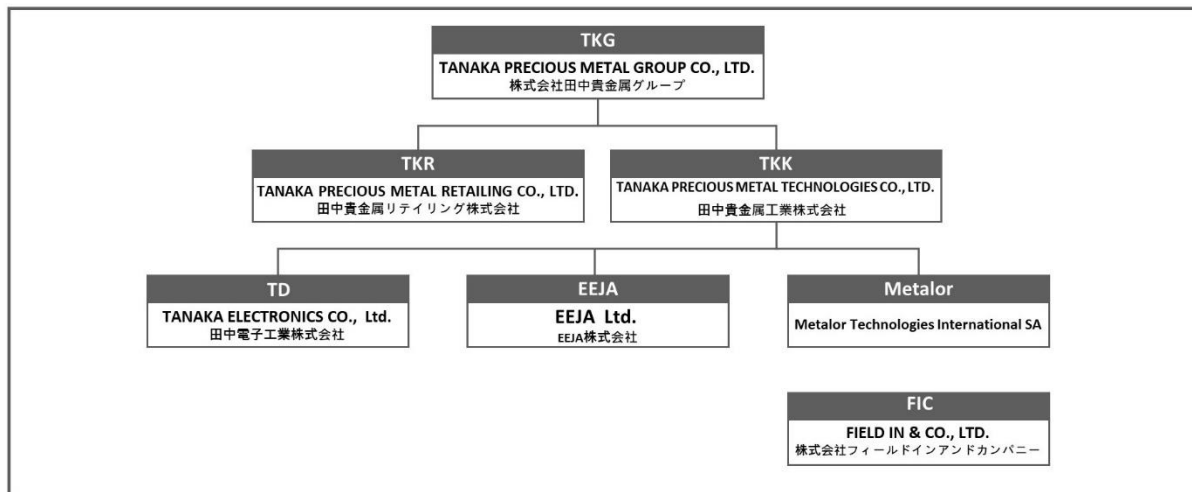 TKG
TANAKA PRECIOUS METAL GROUP CO., LTD.
株式会社田中貴金属グループ
TKR
TANAKA PRECIOUS METAL RETAILING CO., LTD.
田中貴金属リテイリング株式会社
TKK
TANAKA PRECIOUS METAL TECHNOLOGIES CO., LTD.
田中貴金属工業株式会社
TD
TANAKA ELECTRONICS CO., Ltd.
田中電子工業株式会社
EEJA
EEJA Ltd.
EEJA株式会社
Metalor
Metalor Technologies International SA
FIC
FIELD IN & CO., LTD.
株式会社フィールドインアンドカンパニー